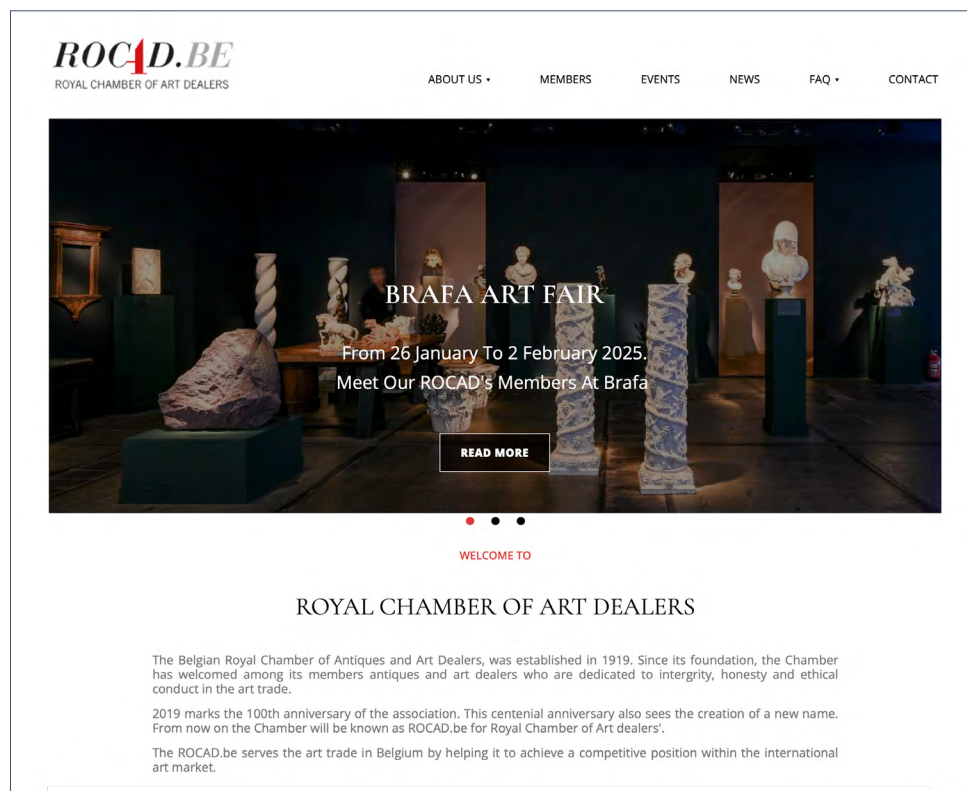 ROCAD.BE
ROYAL CHAMBER OF ART DEALERS
ABOUT US ▾ MEMBERS EVENTS NEWS FAQ ▾ CONTACT
BRAFA ART FAIR
From 26 January To 2 February 2025.
Meet Our ROCAD's Members At Brafa
READ MORE
WELCOME TO
ROYAL CHAMBER OF ART DEALERS
The Belgian Royal Chamber of Antiques and Art Dealers, was established in 1919. Since its foundation, the Chamber
has welcomed among its members antiques and art dealers who are dedicated to intergrity, honesty and ethical
conduct in the art trade.
2019 marks the 100th anniversary of the association. This centenial anniversary also sees the creation of a new name.
From now on the Chamber will be known as ROCAD.be for Royal Chamber of Art dealers'.
The ROCAD.be serves the art trade in Belgium by helping it to achieve a competitive position within the international
art market.